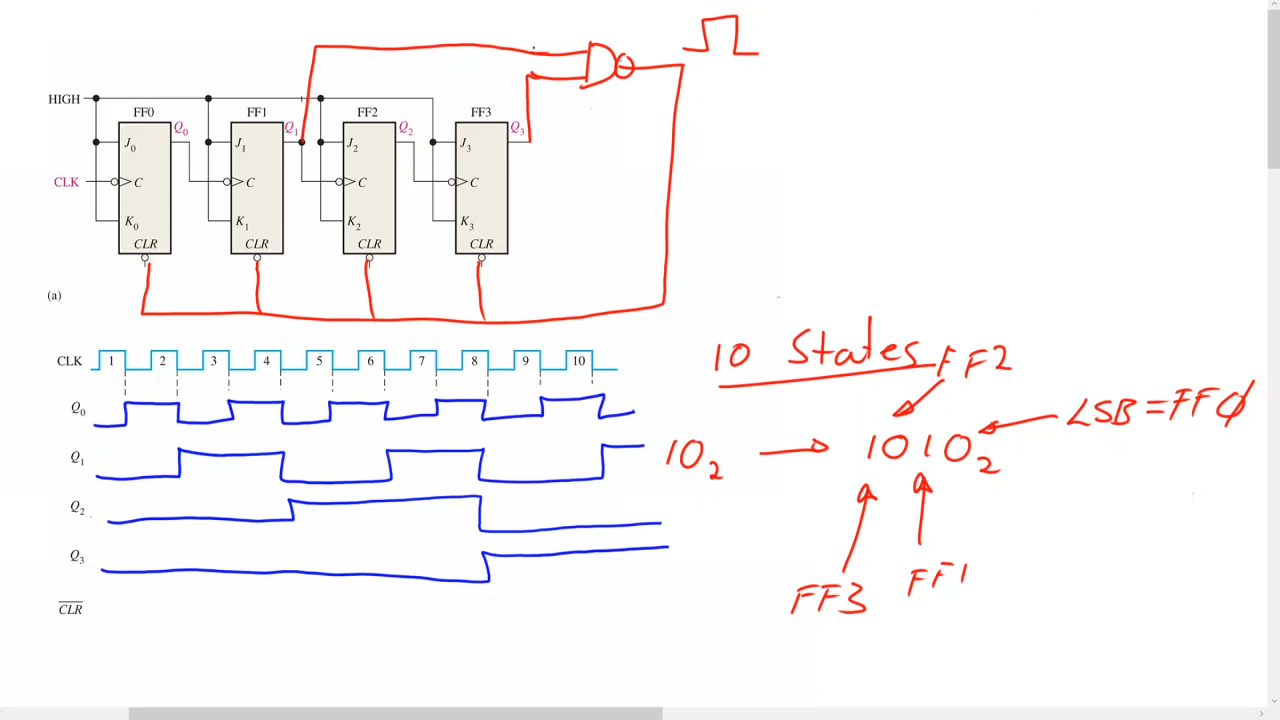 HIGH
FF0 FF1 FF2 FF3
Q0 Q1 Q2 Q3
J0 J1 J2 J3
CLK C C C C
K0 K1 K2 K3
CLR CLR CLR CLR
(a)
10 States
FF2
CLK 1 2 3 4 5 6 7 8 9 10
LSB = FF0
Q0
10₂ → 1010₂
Q1
Q2
Q3
FF3 FF1
CLR